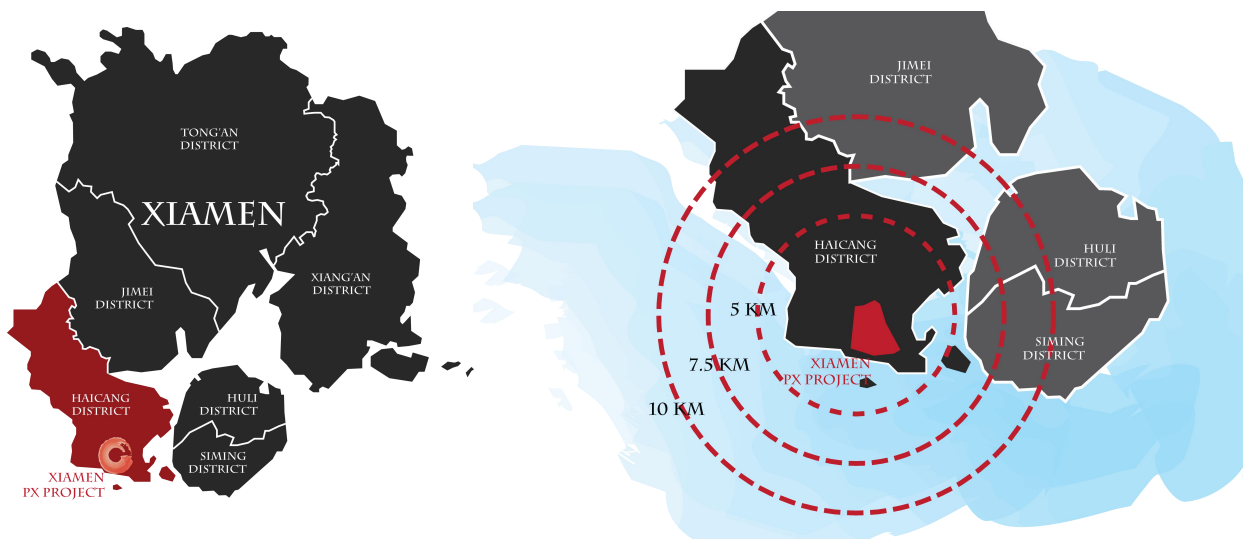 TONG'AN
DISTRICT
XIAMEN
XIANG'AN
DISTRICT
JIMEI
DISTRICT
HAICANG
DISTRICT
HULI
DISTRICT
SIMING
DISTRICT
XIAMEN
PX PROJECT
JIMEI
DISTRICT
HAICANG
DISTRICT
HULI
DISTRICT
5 KM
SIMING
DISTRICT
7.5 KM
XIAMEN
PX PROJECT
10 KM